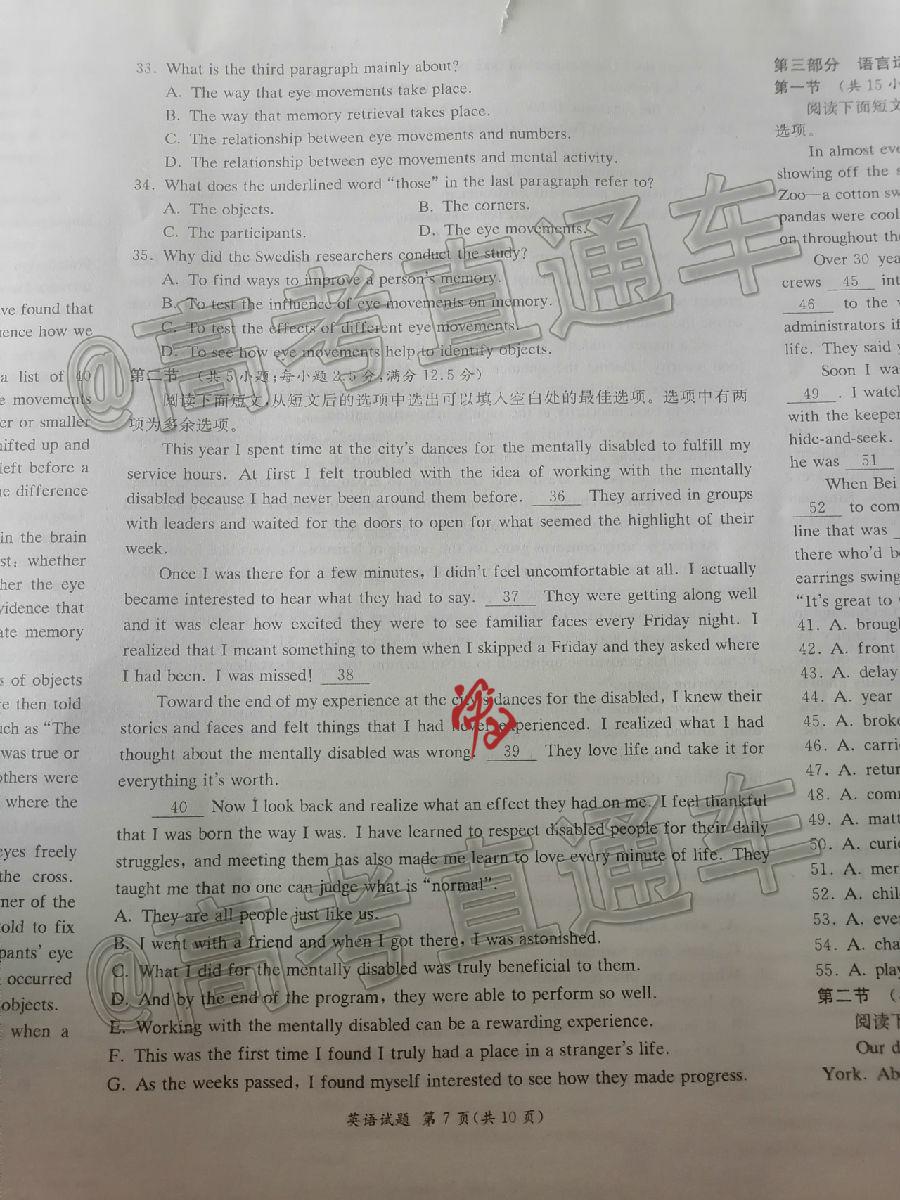 33. What is the third paragraph mainly about?
A. The way that eye movements take place.
B. The way that memory retrieval takes place.
C. The relationship between eye movements and numbers.
D. The relationship between eye movements and mental activity.
34. What does the underlined word “those” in the last paragraph refer to?
A. The objects. B. The corners.
C. The participants. D. The eye movements.
35. Why did the Swedish researchers conduct the study?
A. To find ways to improve a person's memory.
B. To test the influence of eye movements on memory.
C. To test the effects of different eye movements.
D. To see how eye movements help to identify objects.
第二节 (共5小题;每小题2.5分,满分12.5分)
阅读下面短文,从短文后的选项中选出可以填入空白处的最佳选项。选项中有两
项为多余选项。
This year I spent time at the city's dances for the mentally disabled to fulfill my
service hours. At first I felt troubled with the idea of working with the mentally
disabled because I had never been around them before. 36 They arrived in groups
with leaders and waited for the doors to open for what seemed the highlight of their
week.
Once I was there for a few minutes, I didn't feel uncomfortable at all. I actually
became interested to hear what they had to say. 37 They were getting along well
and it was clear how excited they were to see familiar faces every Friday night. I
realized that I meant something to them when I skipped a Friday and they asked where
I had been. I was missed! 38
Toward the end of my experience at the city's dances for the disabled, I knew their
stories and faces and felt things that I had never experienced. I realized what I had
thought about the mentally disabled was wrong. 39 They love life and take it for
everything it's worth.
40 Now I look back and realize what an effect they had on me. I feel thankful
that I was born the way I was. I have learned to respect disabled people for their daily
struggles, and meeting them has also made me learn to love every minute of life. They
taught me that no one can judge what is “normal”.
A. They are all people just like us.
B. I went with a friend and when I got there, I was astonished.
C. What I did for the mentally disabled was truly beneficial to them.
D. And by the end of the program, they were able to perform so well.
E. Working with the mentally disabled can be a rewarding experience.
F. This was the first time I found I truly had a place in a stranger's life.
G. As the weeks passed, I found myself interested to see how they made progress.
英语试题 第7页(共10页)
@高考直通车
@高考直通车
ve found that
ence how we
a list of 40
e movements
er or smaller
hifted up and
left before a
e difference
in the brain
st: whether
her the eye
vidence that
ate memory
s of objects
re then told
uch as “The
was true or
others were
where the
eyes freely
the cross.
ner of the
told to fix
pants' eye
occurred
objects.
when a
第三部分 语言
第一节 (共15小
阅读下面短文
选项。
In almost eve
showing off the s
Zoo—a cotton sw
pandas were cool
on throughout the
Over 30 yea
crews 45 int
46 to the
administrators if
life. They said
Soon I wa
49. I watc
with the keeper
hide-and-seek.
he was 51
When Bei
52 to com
line that was
there who'd b
earrings swing
“It's great to
41. A. broug
42. A. front
43. A. delay
44. A. year
45. A. broke
46. A. carri
47. A. retur
48. A. com
49. A. matt
50. A. curi
51. A. mer
52. A. chil
53. A. eve
54. A. cha
55. A. play
第二节 (
阅读下
Our d
York. Ab